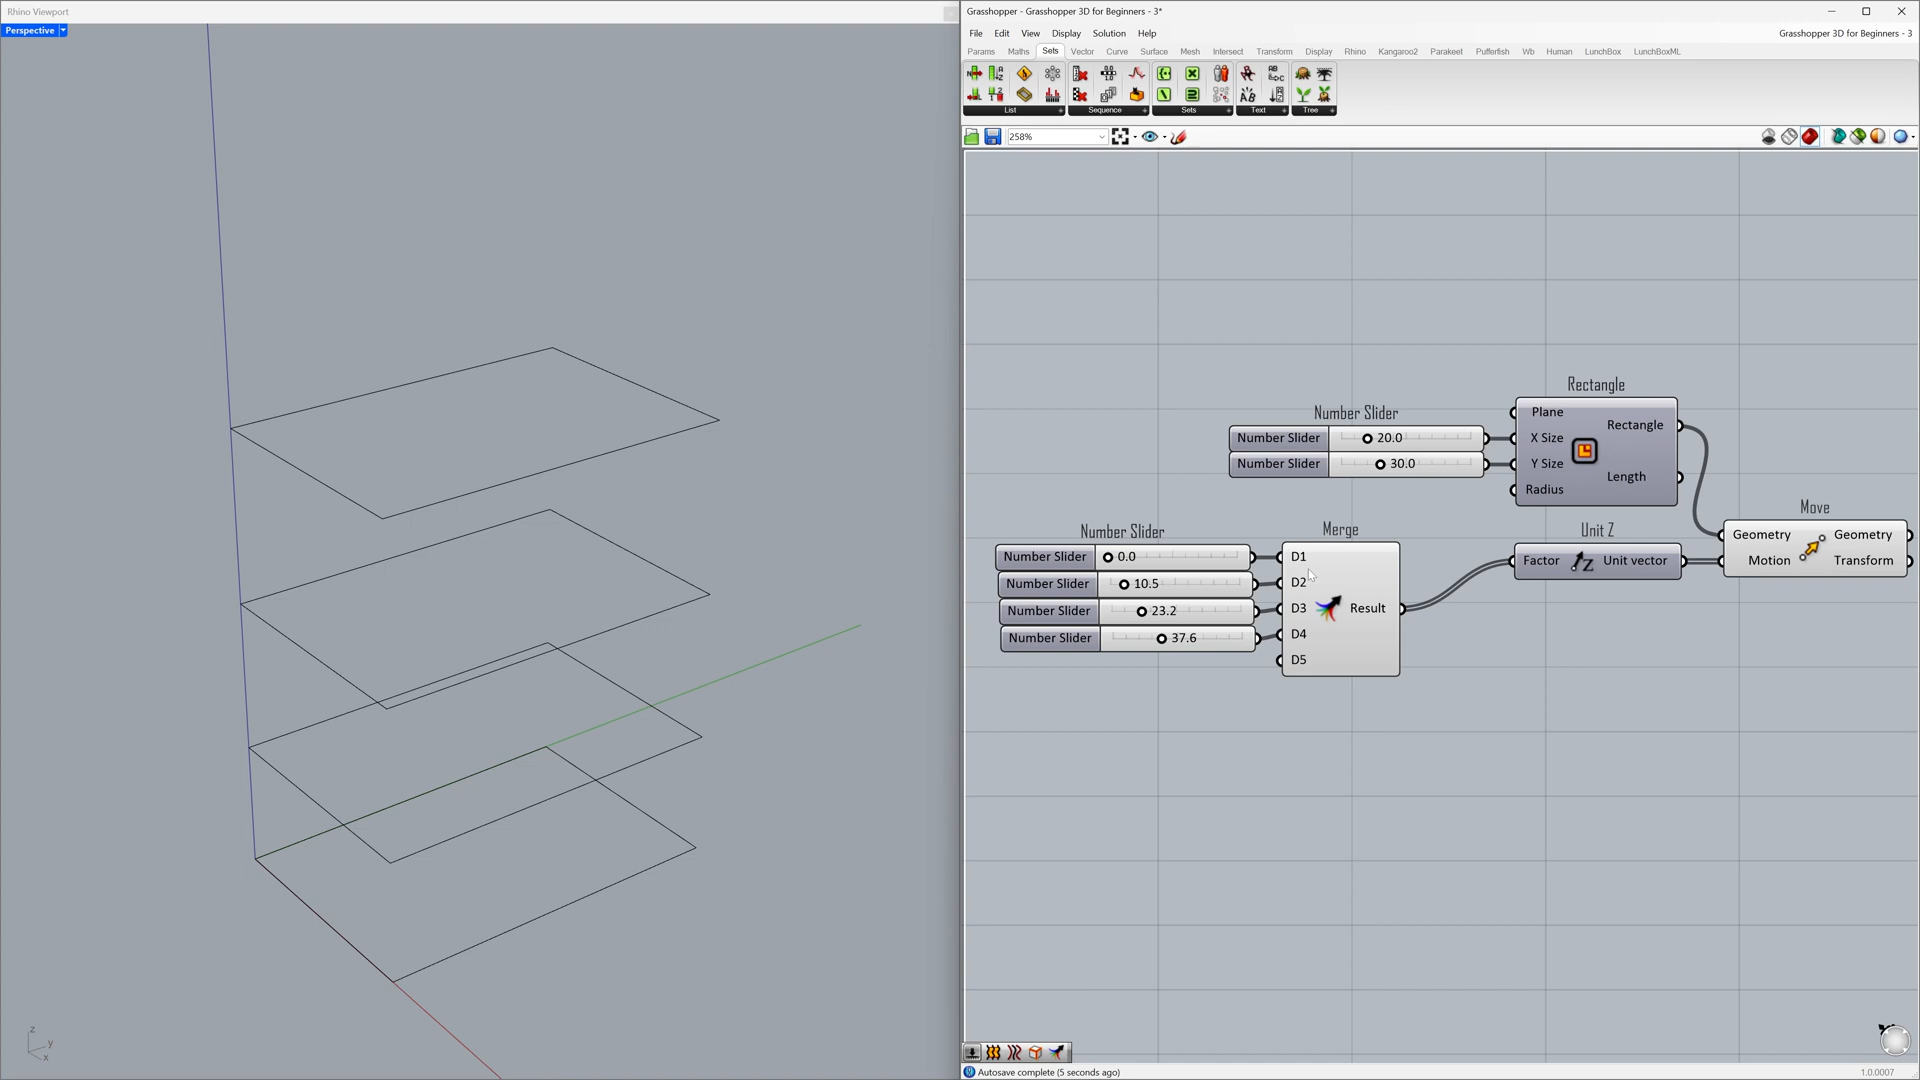 Rhino Viewport
Perspective
z
y
x
Grasshopper - Grasshopper 3D for Beginners - 3*
File Edit View Display Solution Help
Grasshopper 3D for Beginners - 3
Params Maths Sets Vector Curve Surface Mesh Intersect Transform Display Rhino Kangaroo2 Parakeet Pufferfish Wb Human LunchBox LunchBoxML
List Sequence Sets Text Tree
258%
Rectangle
Number Slider
Number Slider 20.0
Number Slider 30.0
Plane
X Size
Y Size
Radius
Rectangle
Length
Number Slider
Number Slider 0.0
Number Slider 10.5
Number Slider 23.2
Number Slider 37.6
Merge
D1
D2
D3
D4
D5
Result
Unit Z
Factor Unit vector
Move
Geometry Geometry
Motion Transform
Autosave complete (5 seconds ago)
1.0.0007